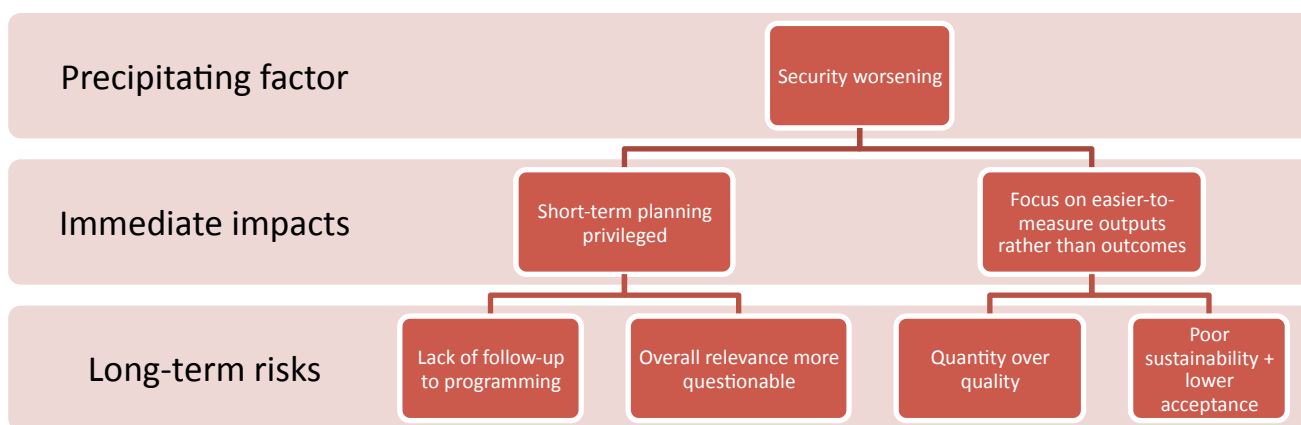 Precipitating factor
Security worsening
Immediate impacts
Short-term planning
privileged
Focus on easier-to-
measure outputs
rather than outcomes
Long-term risks
Lack of follow-up
to programming
Overall relevance more
questionable
Quantity over
quality
Poor
sustainability +
lower
acceptance